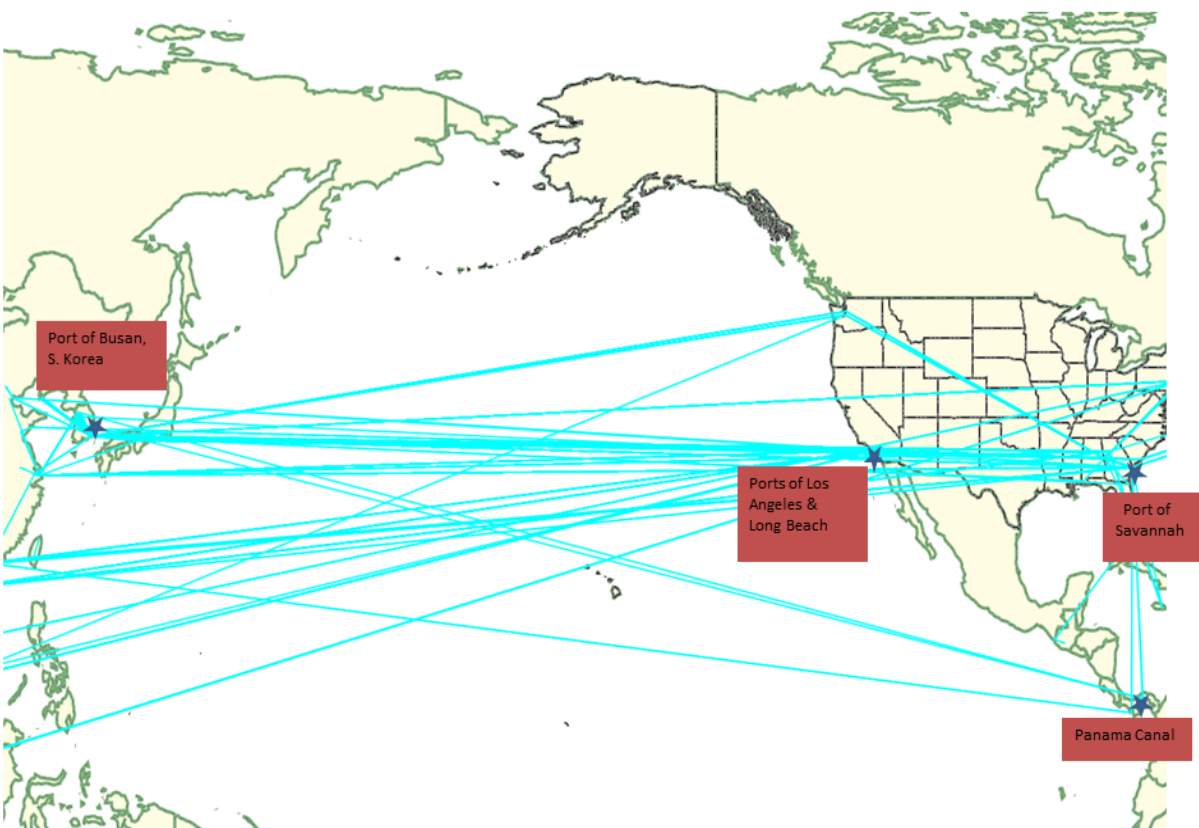 Port of Busan,
S. Korea
Ports of Los
Angeles &
Long Beach
Port of
Savannah
Panama Canal